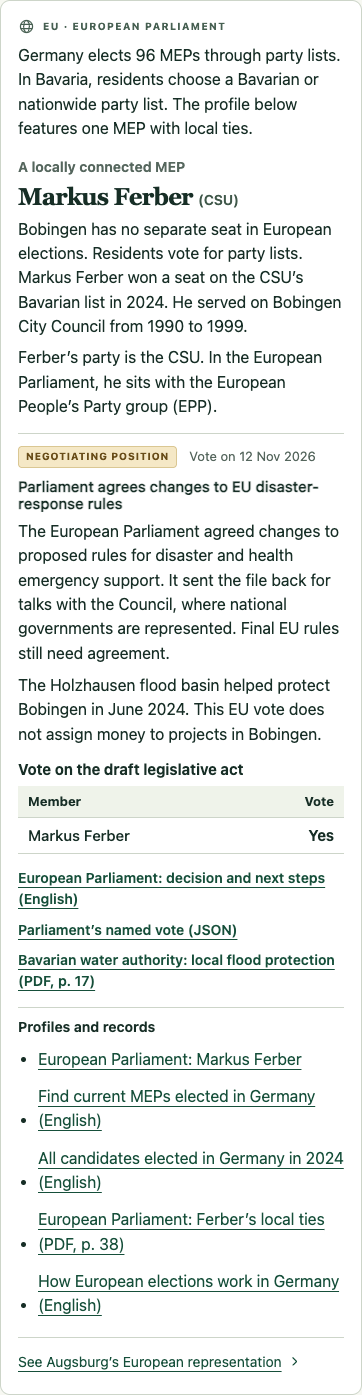 EU · EUROPEAN PARLIAMENT
Germany elects 96 MEPs through party lists.
In Bavaria, residents choose a Bavarian or
nationwide party list. The profile below
features one MEP with local ties.
A locally connected MEP
Markus Ferber (CSU)
Bobingen has no separate seat in European
elections. Residents vote for party lists.
Markus Ferber won a seat on the CSU’s
Bavarian list in 2024. He served on Bobingen
City Council from 1990 to 1999.
Ferber’s party is the CSU. In the European
Parliament, he sits with the European
People’s Party group (EPP).
NEGOTIATING POSITION Vote on 12 Nov 2026
Parliament agrees changes to EU disaster-
response rules
The European Parliament agreed changes to
proposed rules for disaster and health
emergency support. It sent the file back for
talks with the Council, where national
governments are represented. Final EU rules
still need agreement.
The Holzhausen flood basin helped protect
Bobingen in June 2024. This EU vote does
not assign money to projects in Bobingen.
Vote on the draft legislative act
Member Vote
Markus Ferber Yes
European Parliament: decision and next steps
(English)
Parliament’s named vote (JSON)
Bavarian water authority: local flood protection
(PDF, p. 17)
Profiles and records
• European Parliament: Markus Ferber
Find current MEPs elected in Germany
• (English)
All candidates elected in Germany in 2024
• (English)
European Parliament: Ferber’s local ties
• (PDF, p. 38)
How European elections work in Germany
• (English)
See Augsburg’s European representation >